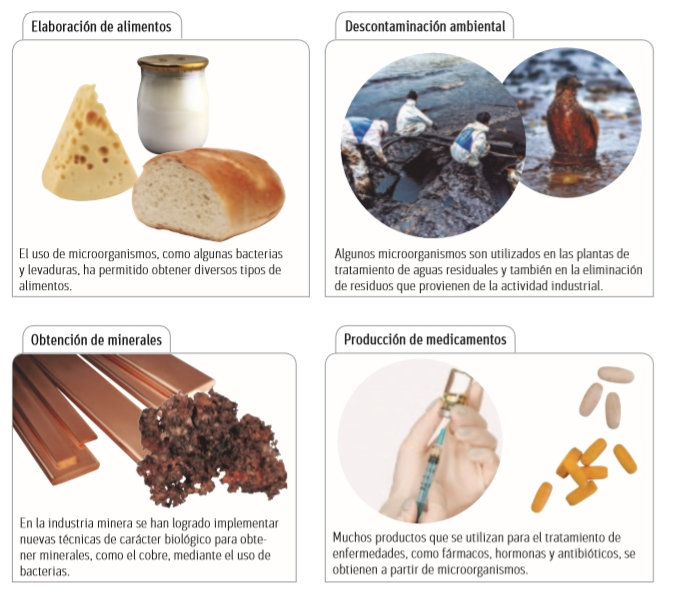 Elaboración de alimentos
El uso de microorganismos, como algunas bacterias
y levaduras, ha permitido obtener diversos tipos de
alimentos.
Descontaminación ambiental
Algunos microorganismos son utilizados en las plantas de
tratamiento de aguas residuales y también en la eliminación
de residuos que provienen de la actividad industrial.
Obtención de minerales
En la industria minera se han logrado implementar
nuevas técnicas de carácter biológico para obte-
ner minerales, como el cobre, mediante el uso de
bacterias.
Producción de medicamentos
Muchos productos que se utilizan para el tratamiento de
enfermedades, como fármacos, hormonas y antibióticos, se
obtienen a partir de microorganismos.